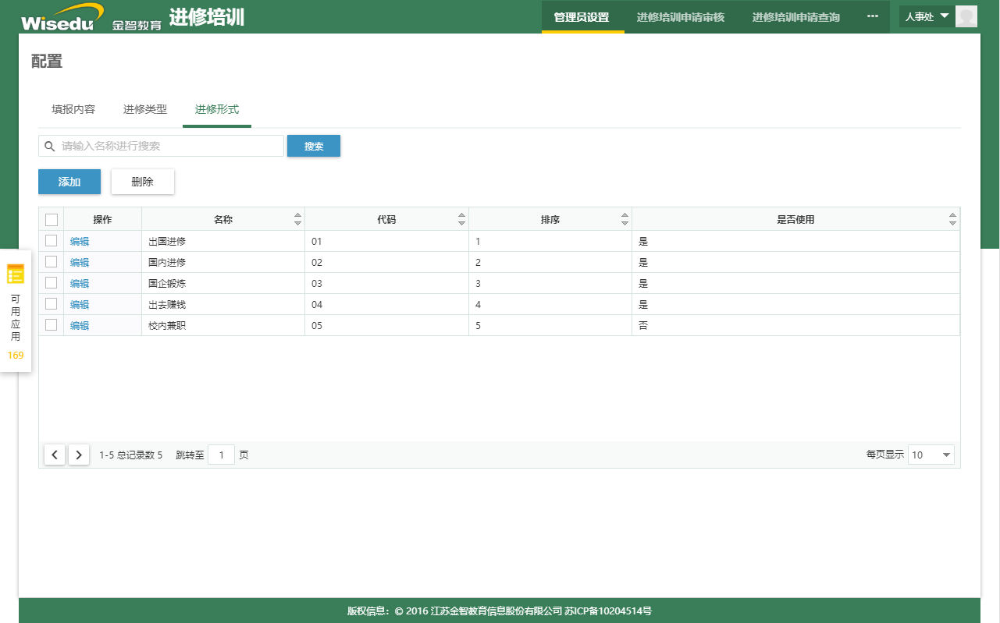 Wisedu 金智教育 进修培训 管理员设置 进修培训申请审核 进修培训申请查询 ··· 人事处
配置
填报内容 进修类型 进修形式
请输入名称进行搜索 搜索
添加 删除
操作 名称 代码 排序 是否使用
编辑 出国进修 01 1 是
编辑 国内进修 02 2 是
编辑 国企锻炼 03 3 是
编辑 出去赚钱 04 4 是
编辑 校内兼职 05 5 否
可
用
应
用
169
1-5 总记录数 5 跳转至 1 页 每页显示 10
版权信息：© 2016 江苏金智教育信息股份有限公司 苏ICP备10204514号